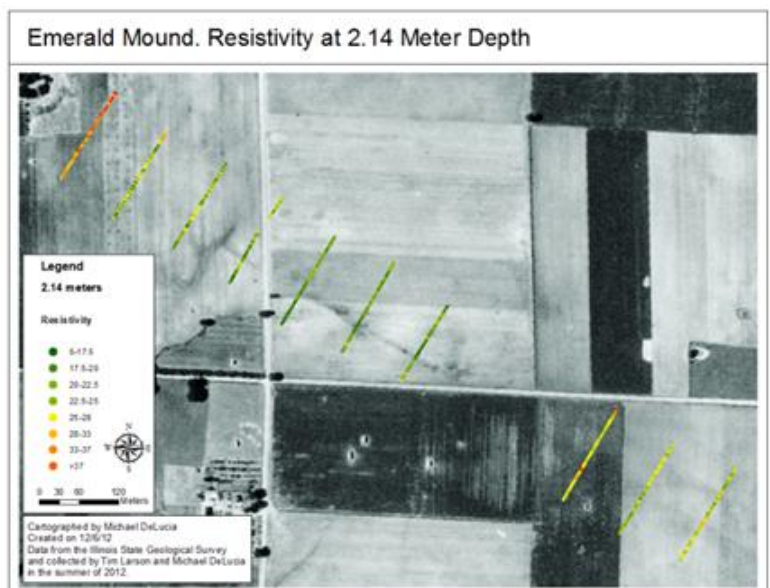 Emerald Mound. Resistivity at 2.14 Meter Depth
Legend
2.14 meters
Resistivity
17.5-20
20-22.5
22.5-25
25-28
28-33
33-37
>37
N
W
E
S
0 30 60 120
Meters
Cartographed by Michael DeLucia
Created on 12/6/12
Data from the Illinois State Geological Survey
and collected by Tim Larson and Michael DeLucia
in the summer of 2012.